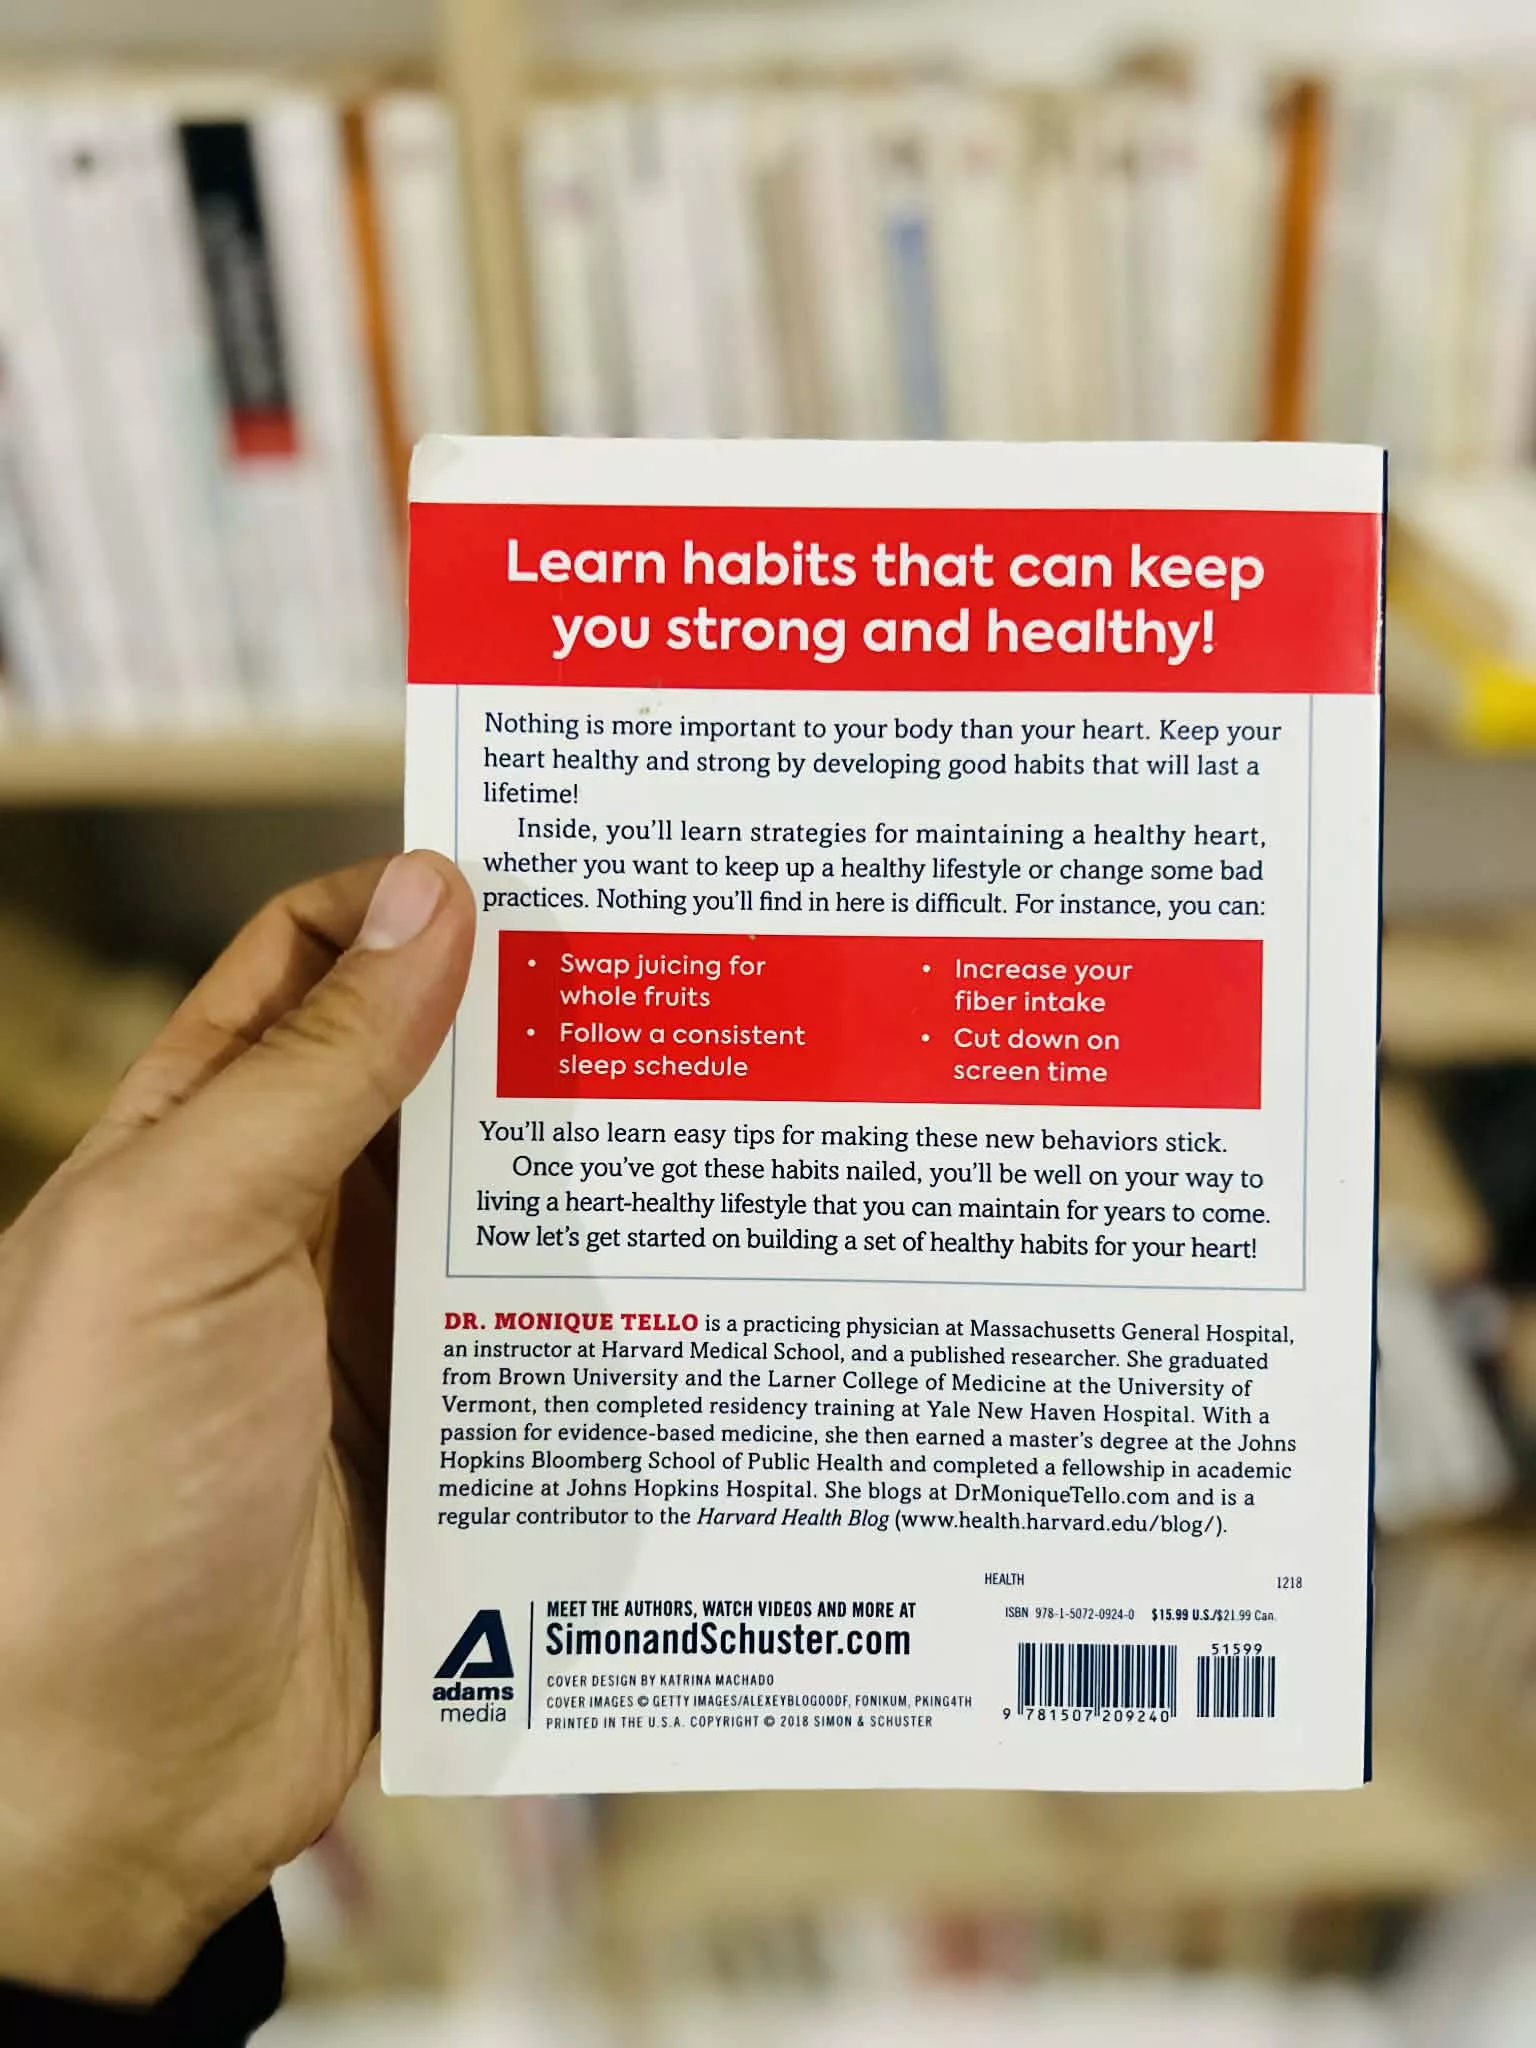 Learn habits that can keep
you strong and healthy!
Nothing is more important to your body than your heart. Keep your
heart healthy and strong by developing good habits that will last a
lifetime!
Inside, you'll learn strategies for maintaining a healthy heart,
whether you want to keep up a healthy lifestyle or change some bad
practices. Nothing you'll find in here is difficult. For instance, you can:
• Swap juicing for
whole fruits
• Follow a consistent
sleep schedule
• Increase your
fiber intake
• Cut down on
screen time
You'll also learn easy tips for making these new behaviors stick.
Once you've got these habits nailed, you'll be well on your way to
living a heart-healthy lifestyle that you can maintain for years to come.
Now let's get started on building a set of healthy habits for your heart!
DR. MONIQUE TELLO is a practicing physician at Massachusetts General Hospital,
an instructor at Harvard Medical School, and a published researcher. She graduated
from Brown University and the Larner College of Medicine at the University of
Vermont, then completed residency training at Yale New Haven Hospital. With a
passion for evidence-based medicine, she then earned a master's degree at the Johns
Hopkins Bloomberg School of Public Health and completed a fellowship in academic
medicine at Johns Hopkins Hospital. She blogs at DrMoniqueTello.com and is a
regular contributor to the Harvard Health Blog (www.health.harvard.edu/blog/).
adams
media
MEET THE AUTHORS, WATCH VIDEOS AND MORE AT
SimonandSchuster.com
COVER DESIGN BY KATRINA MACHADO
COVER IMAGES © GETTY IMAGES/ALEXEYBLOGOODF, FONIKUM, PKING4TH
PRINTED IN THE U.S.A. COPYRIGHT © 2018 SIMON & SCHUSTER
HEALTH 1218
ISBN 978-1-5072-0924-0 $15.99 U.S./$21.99 Can.
51599
9 781507 209240